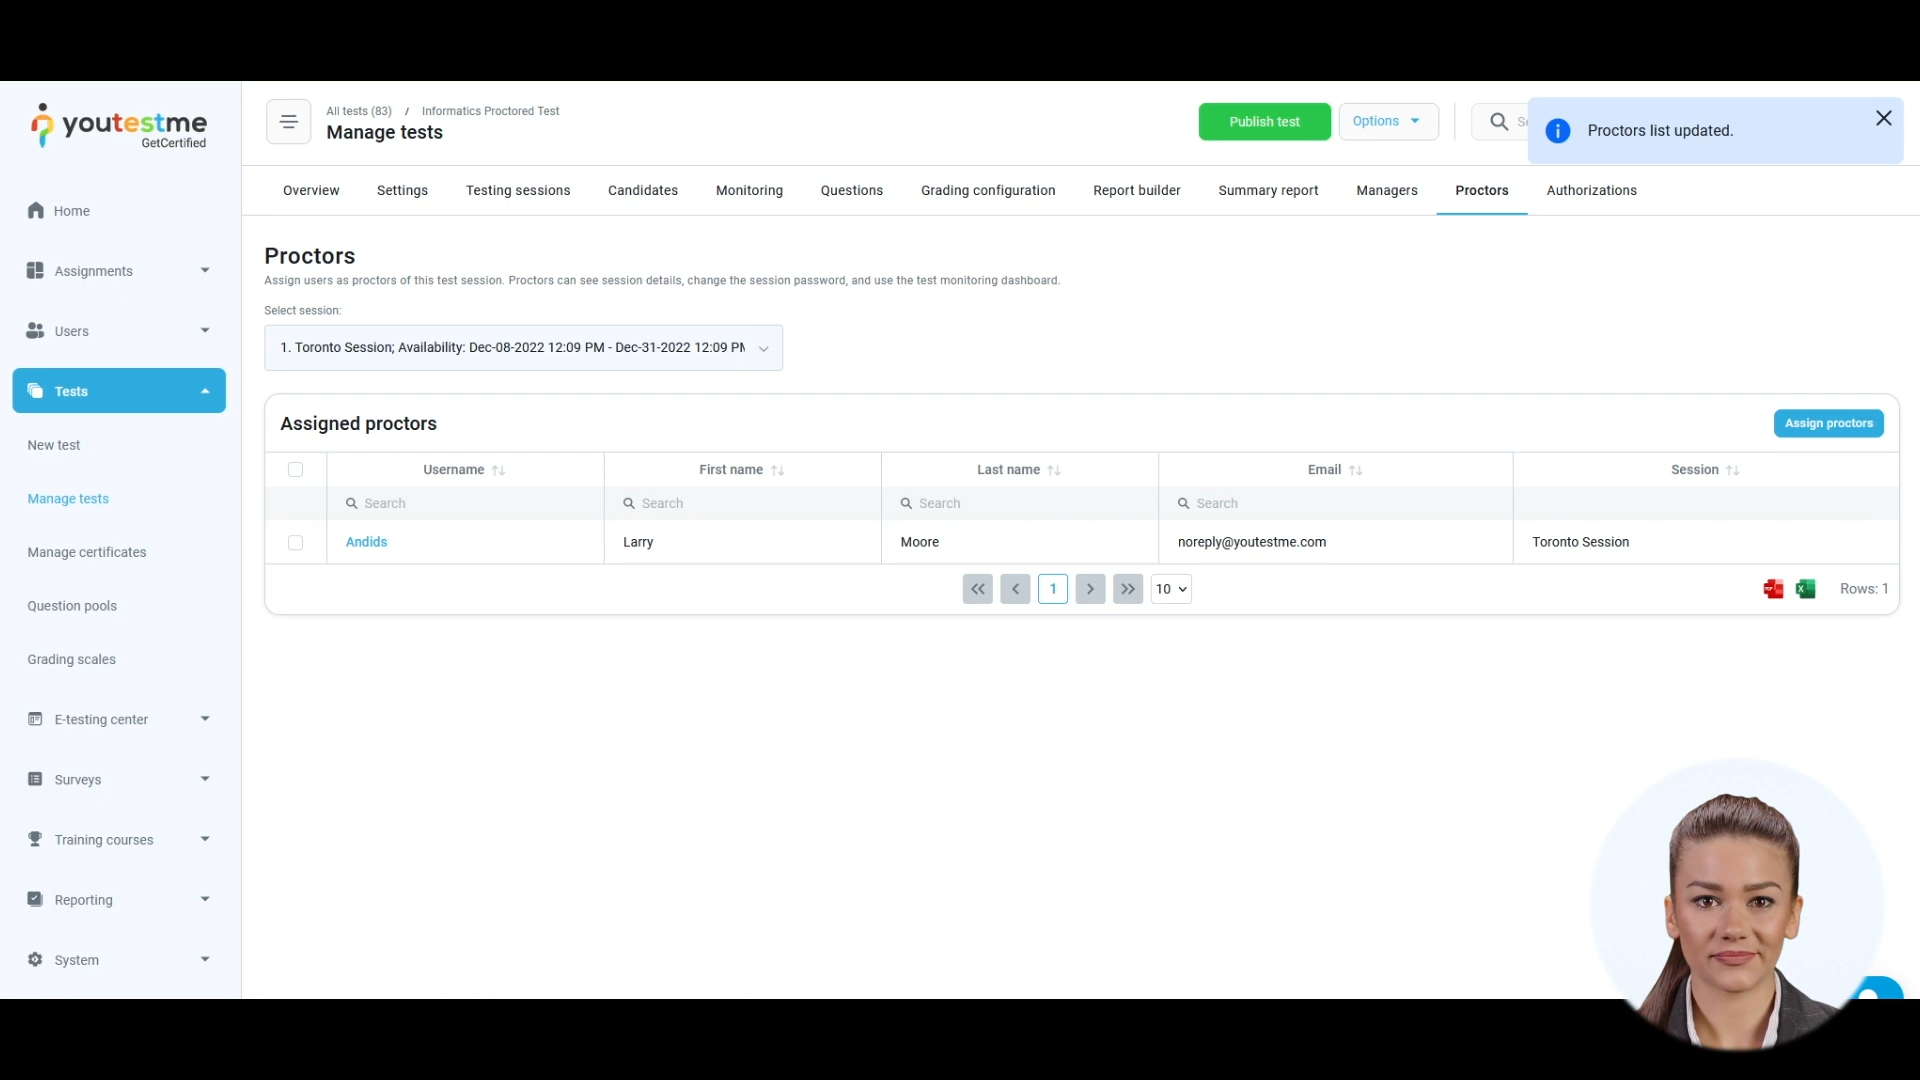 youtestme
GetCertified
Home
Assignments
Users
Tests
New test
Manage tests
Manage certificates
Question pools
Grading scales
E-testing center
Surveys
Training courses
Reporting
System
All tests (83) / Informatics Proctored Test
Manage tests
Publish test
Options
Proctors list updated.
Overview
Settings
Testing sessions
Candidates
Monitoring
Questions
Grading configuration
Report builder
Summary report
Managers
Proctors
Authorizations
Proctors
Assign users as proctors of this test session. Proctors can see session details, change the session password, and use the test monitoring dashboard.
Select session:
1. Toronto Session; Availability: Dec-08-2022 12:09 PM - Dec-31-2022 12:09 PM
Assigned proctors
Assign proctors
Username First name Last name Email Session
Search Search Search Search
Andids Larry Moore noreply@youtestme.com Toronto Session
1 10
Rows: 1